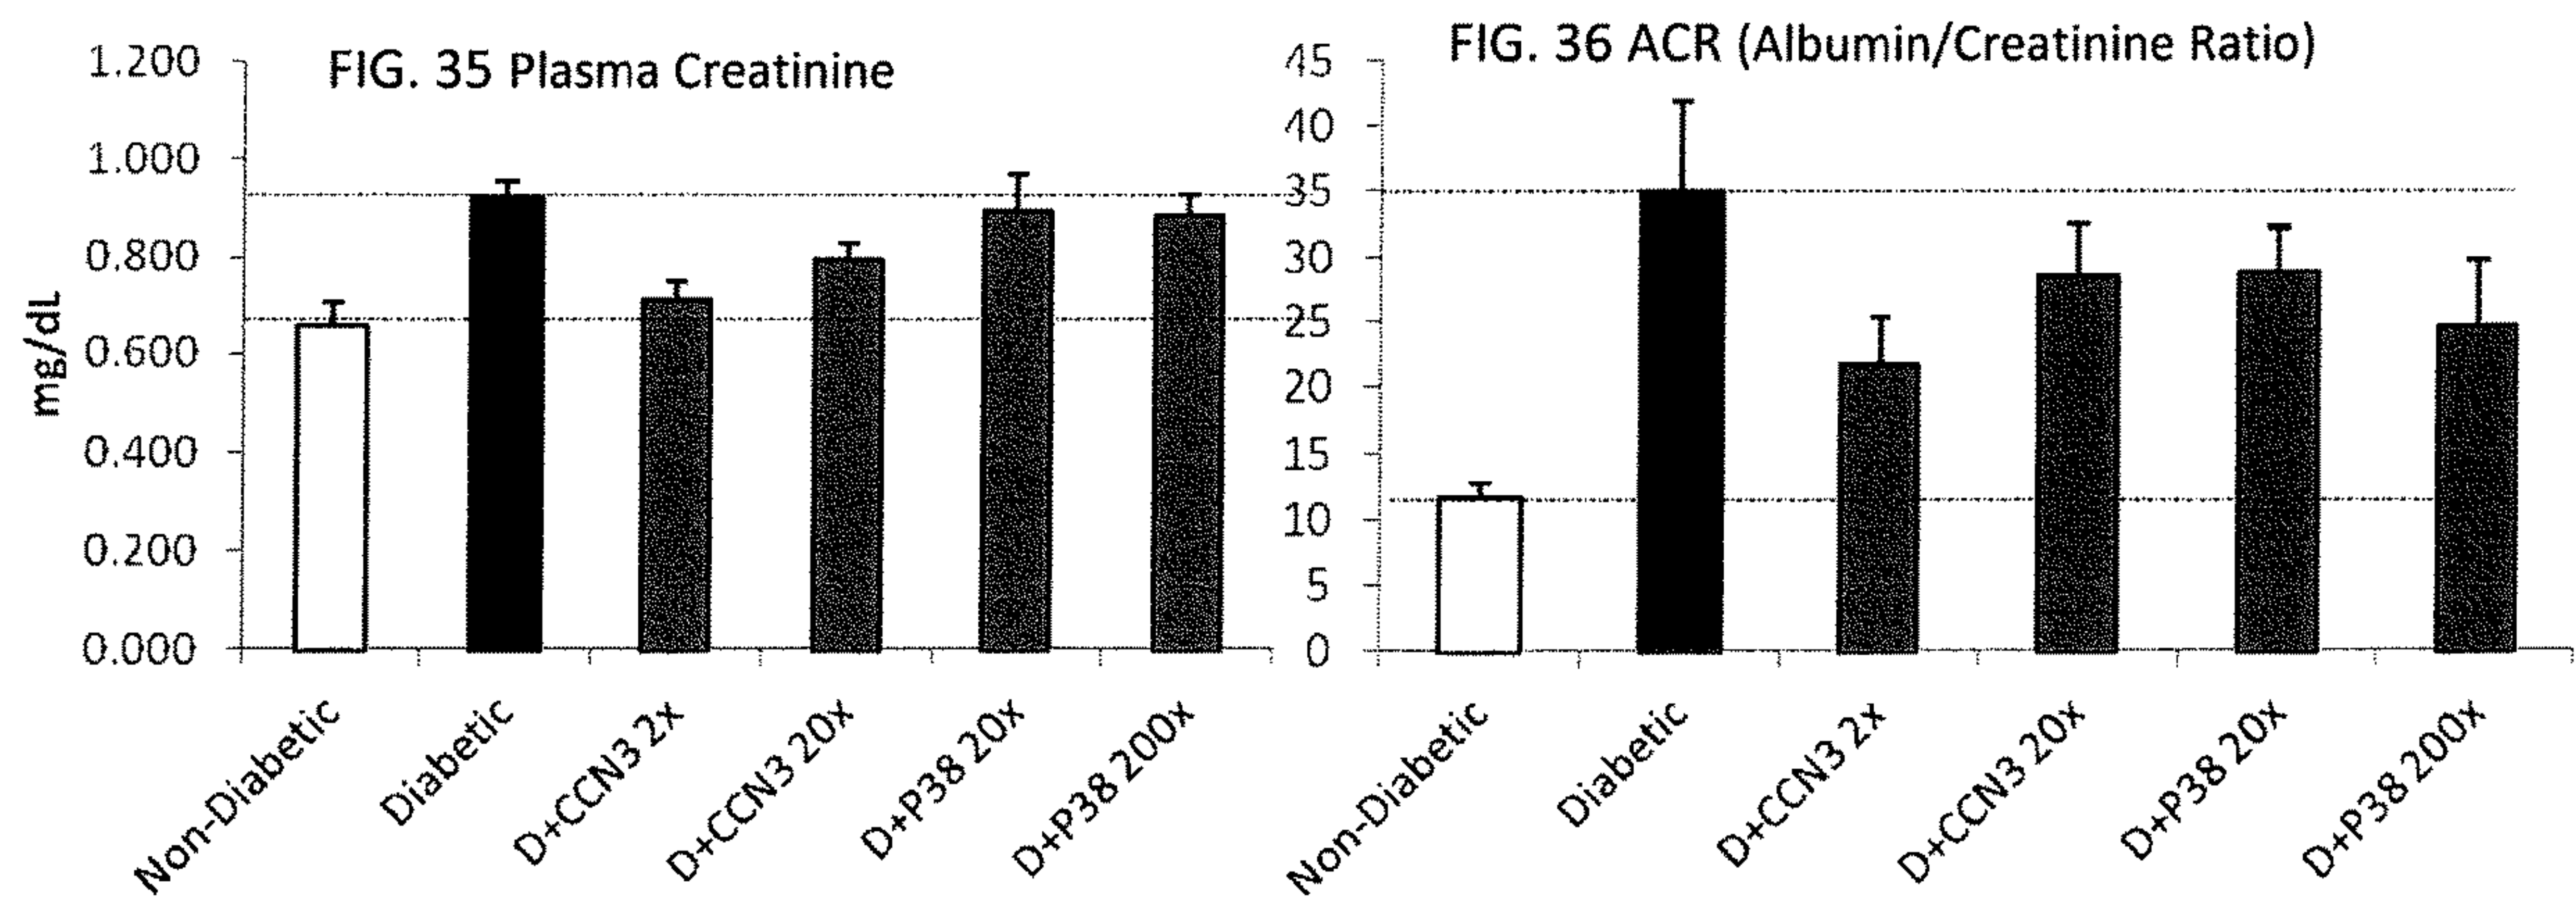 FIG. 35 Plasma Creatinine
1.200
1.000
0.800
0.600
0.400
0.200
0.000
mg/dL
Non-Diabetic
Diabetic
D+CCN3 2x
D+CCN3 20x
D+P38 20x
D+P38 200x
FIG. 36 ACR (Albumin/Creatinine Ratio)
45
40
35
30
25
20
15
10
5
0
Non-Diabetic
Diabetic
D+CCN3 2x
D+CCN3 20x
D+P38 20x
D+P38 200x